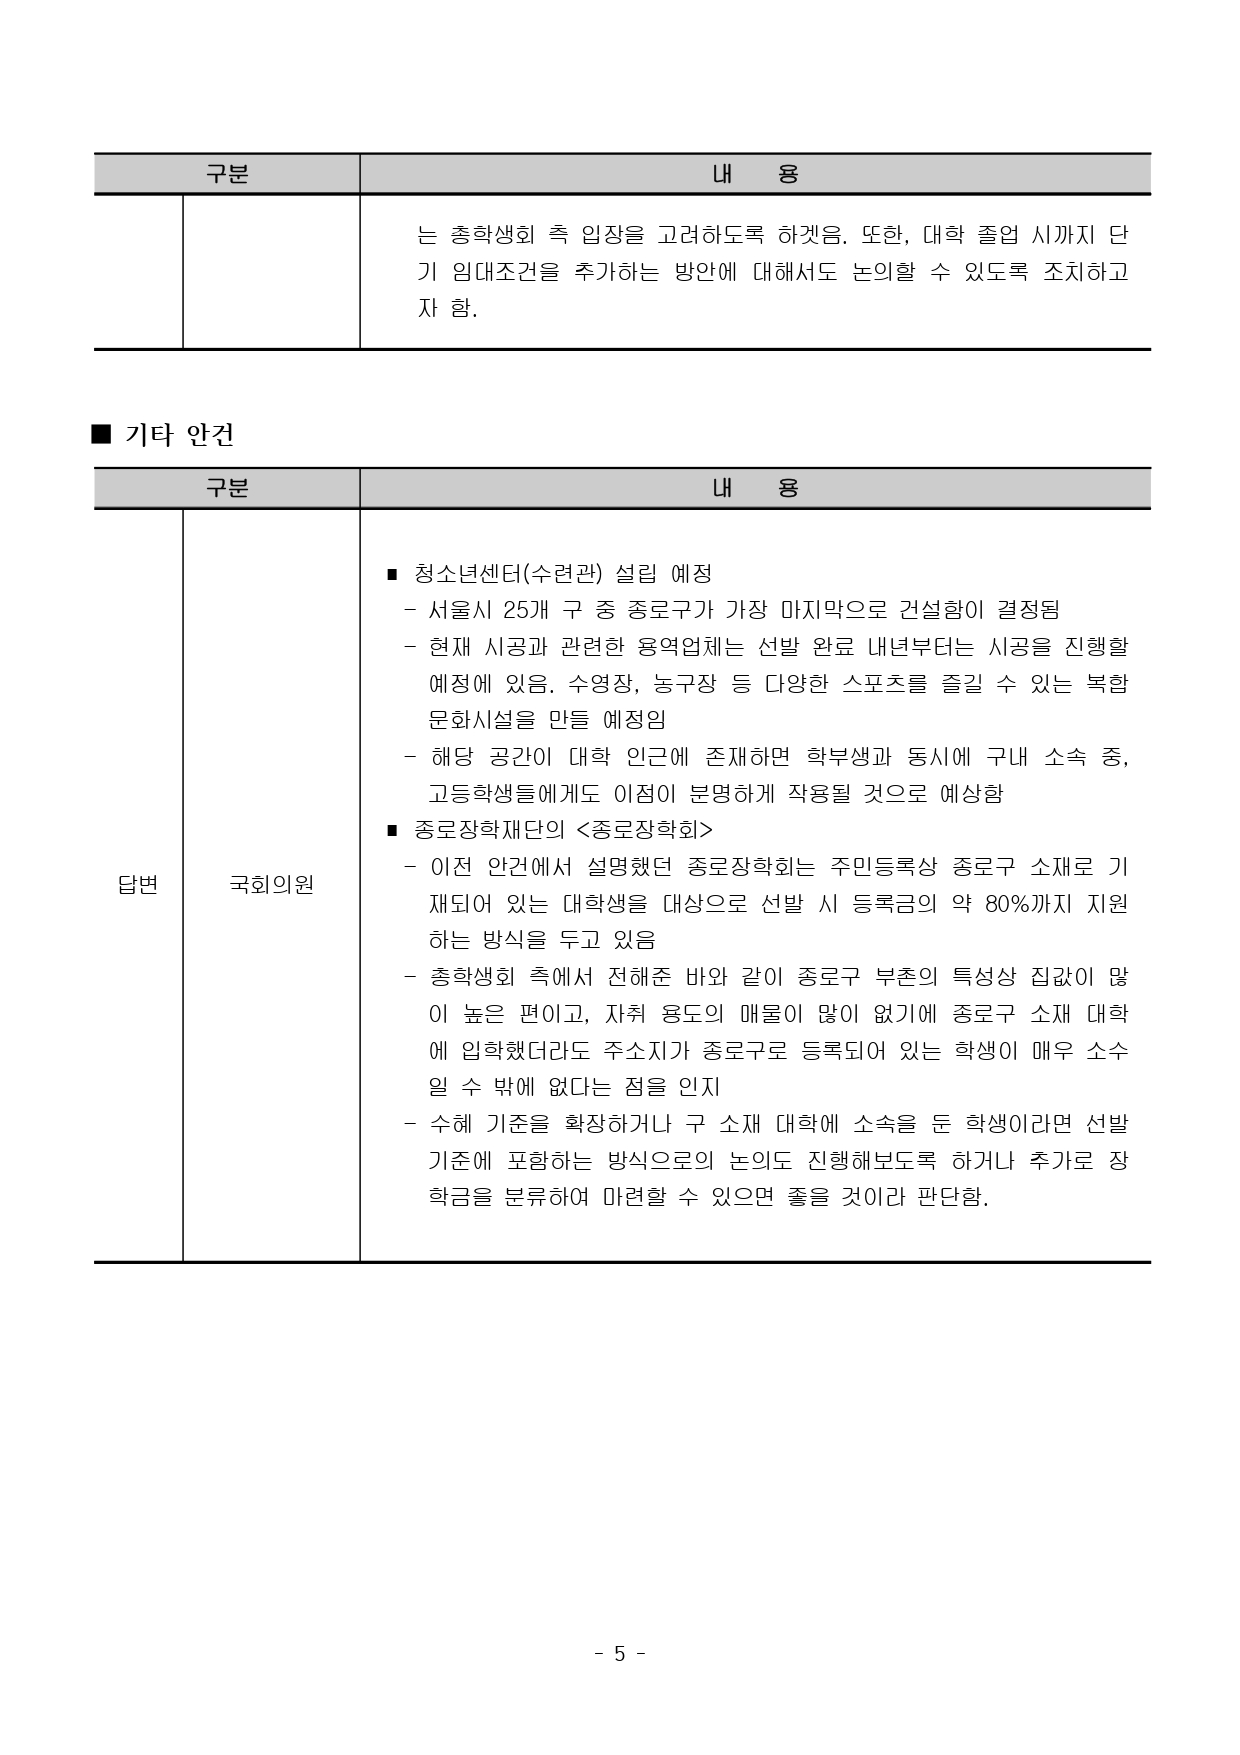 구분 내 용
는 총학생회 측 입장을 고려하도록 하겟음. 또한, 대학 졸업 시까지 단
기 임대조건을 추가하는 방안에 대해서도 논의할 수 있도록 조치하고
자 함.
■ 기타 안건
구분 내 용
■ 청소년센터(수련관) 설립 예정
- 서울시 25개 구 중 종로구가 가장 마지막으로 건설함이 결정됨
- 현재 시공과 관련한 용역업체는 선발 완료 내년부터는 시공을 진행할
예정에 있음. 수영장, 농구장 등 다양한 스포츠를 즐길 수 있는 복합
문화시설을 만들 예정임
- 해당 공간이 대학 인근에 존재하면 학부생과 동시에 구내 소속 중,
고등학생들에게도 이점이 분명하게 작용될 것으로 예상함
■ 종로장학재단의 <종로장학회>
- 이전 안건에서 설명했던 종로장학회는 주민등록상 종로구 소재로 기
답변 국회의원
재되어 있는 대학생을 대상으로 선발 시 등록금의 약 80%까지 지원
하는 방식을 두고 있음
- 총학생회 측에서 전해준 바와 같이 종로구 부촌의 특성상 집값이 많
이 높은 편이고, 자취 용도의 매물이 많이 없기에 종로구 소재 대학
에 입학했더라도 주소지가 종로구로 등록되어 있는 학생이 매우 소수
일 수 밖에 없다는 점을 인지
- 수혜 기준을 확장하거나 구 소재 대학에 소속을 둔 학생이라면 선발
기준에 포함하는 방식으로의 논의도 진행해보도록 하거나 추가로 장
학금을 분류하여 마련할 수 있으면 좋을 것이라 판단함.
- 5 -